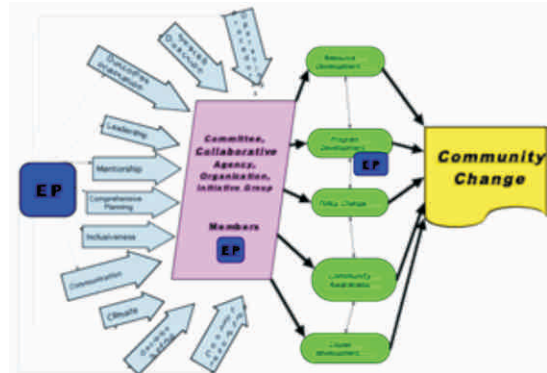 Outcomes
Orientation
Leadership
Mentorship
Comprehensive
Planning
Inclusiveness
Communication
Climate
EP
Committee,
Collaborative
Agency,
Organization,
Initiative Group
Members
EP
Resource
Development
Program
Development
EP
Policy Change
Community
Awareness
Development
Community
Change